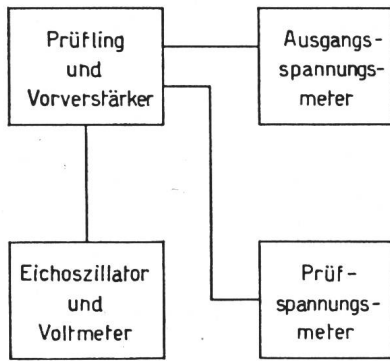 Prüfling
und
Vorverstärker
Ausgangs-
spannungs-
meter
Eichoszillator
und
Voltmeter
Prüf-
spannungs-
meter